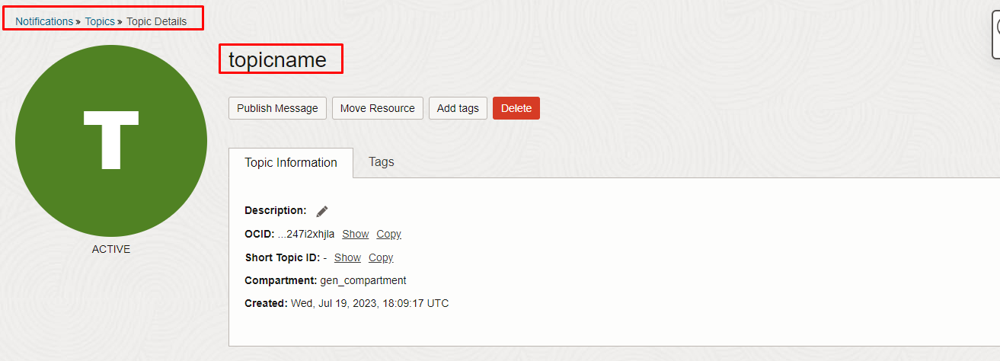 Notifications » Topics » Topic Details
T
ACTIVE
topicname
Publish Message Move Resource Add tags Delete
Topic Information Tags
Description:
OCID: ...247i2xhjla Show Copy
Short Topic ID: - Show Copy
Compartment: gen_compartment
Created: Wed, Jul 19, 2023, 18:09:17 UTC